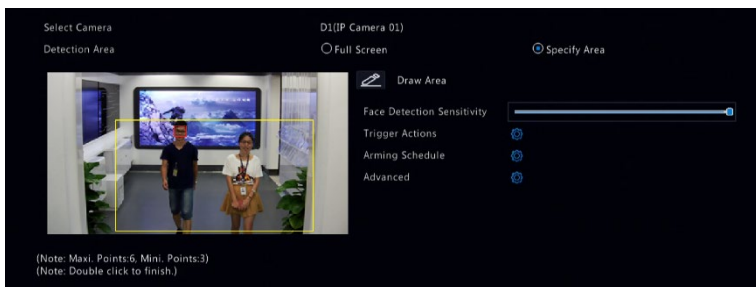 Select Camera D1(IP Camera 01)
Detection Area Full Screen Specify Area
Draw Area
Face Detection Sensitivity
Trigger Actions
Arming Schedule
Advanced
(Note: Maxi. Points:6, Mini. Points:3)
(Note: Double click to finish.)